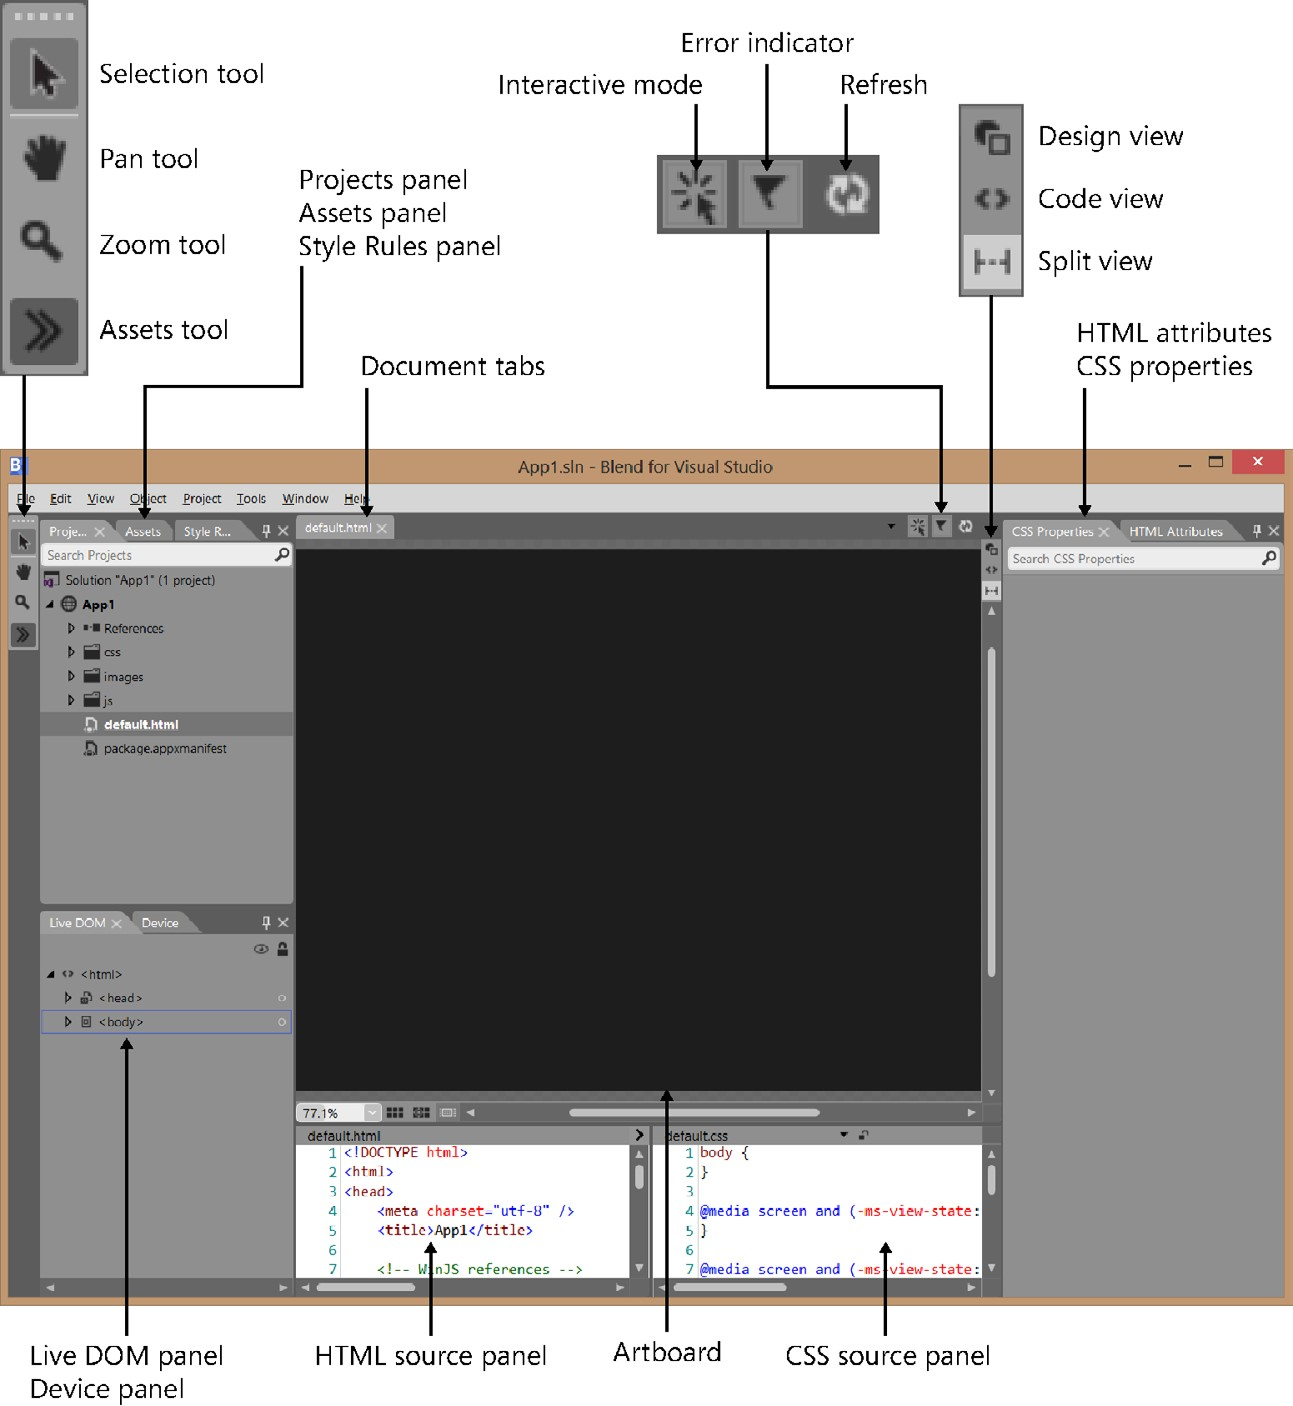 Selection tool
Pan tool
Zoom tool
Assets tool
Projects panel
Assets panel
Style Rules panel
Document tabs
Error indicator
Interactive mode
Refresh
Design view
Code view
Split view
HTML attributes
CSS properties
App1.sln - Blend for Visual Studio
File Edit View Object Project Tools Window Help
Proje... Assets Style R...
default.html
CSS Properties HTML Attributes
Search Projects
Search CSS Properties
Solution "App1" (1 project)
App1
References
css
images
js
default.html
package.appxmanifest
Live DOM Device
<html>
<head>
<body>
77.1%
default.html
1 <!DOCTYPE html>
2 <html>
3 <head>
4 <meta charset="utf-8" />
5 <title>App1</title>
6
7 <!-- WinJS references -->
default.css
1 body {
2 }
3
4 @media screen and (-ms-view-state:
5 }
6
7 @media screen and (-ms-view-state:
Live DOM panel
Device panel
HTML source panel
Artboard
CSS source panel